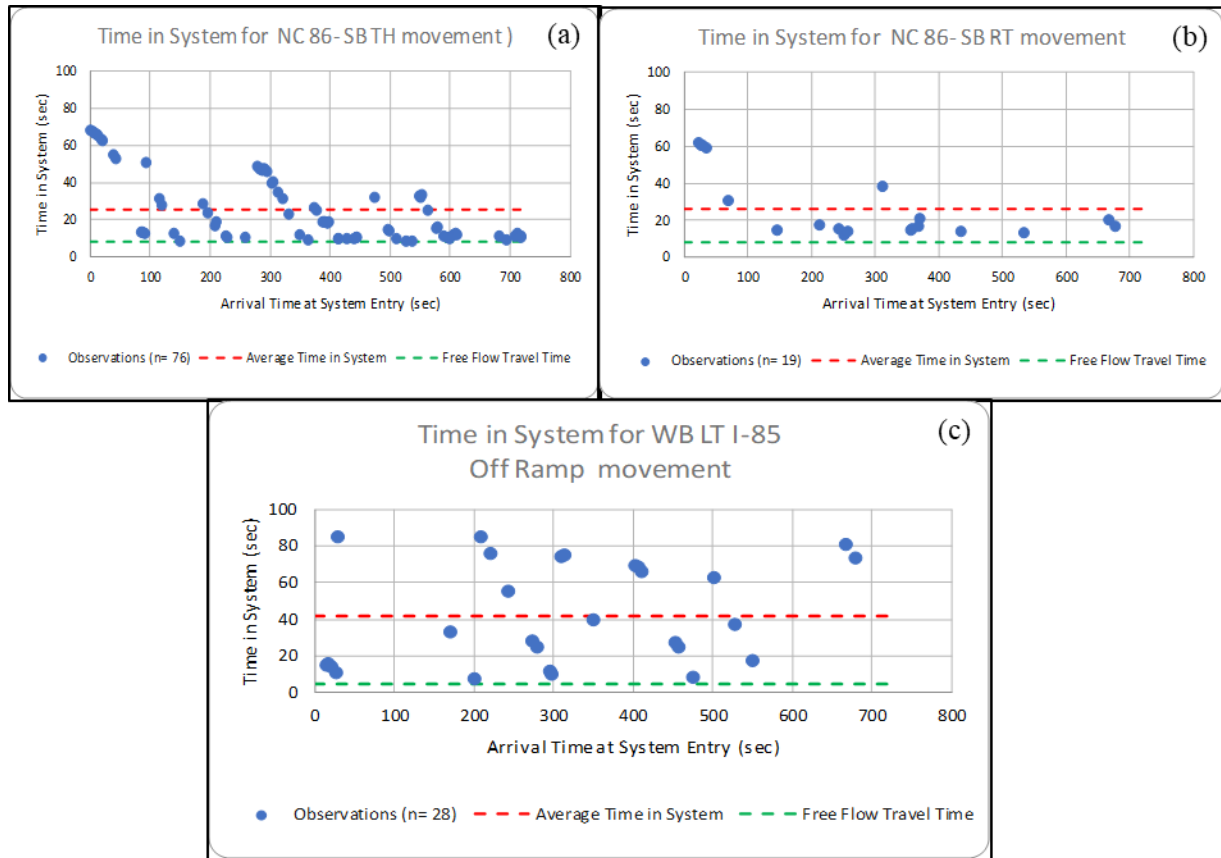 Time in System for NC 86- SB TH movement )
(a)
Time in System (sec)
100
80
60
40
20
0
0 100 200 300 400 500 600 700 800
Arrival Time at System Entry (sec)
Observations (n= 76) Average Time in System Free Flow Travel Time
Time in System for NC 86- SB RT movement
(b)
Time in System (sec)
100
80
60
40
20
0
0 100 200 300 400 500 600 700 800
Arrival Time at System Entry (sec)
Observations (n= 19) Average Time in System Free Flow Travel Time
Time in System for WB LT I-85
Off Ramp movement
(c)
Time in System (sec)
100
80
60
40
20
0
0 100 200 300 400 500 600 700 800
Arrival Time at System Entry (sec)
Observations (n= 28) Average Time in System Free Flow Travel Time